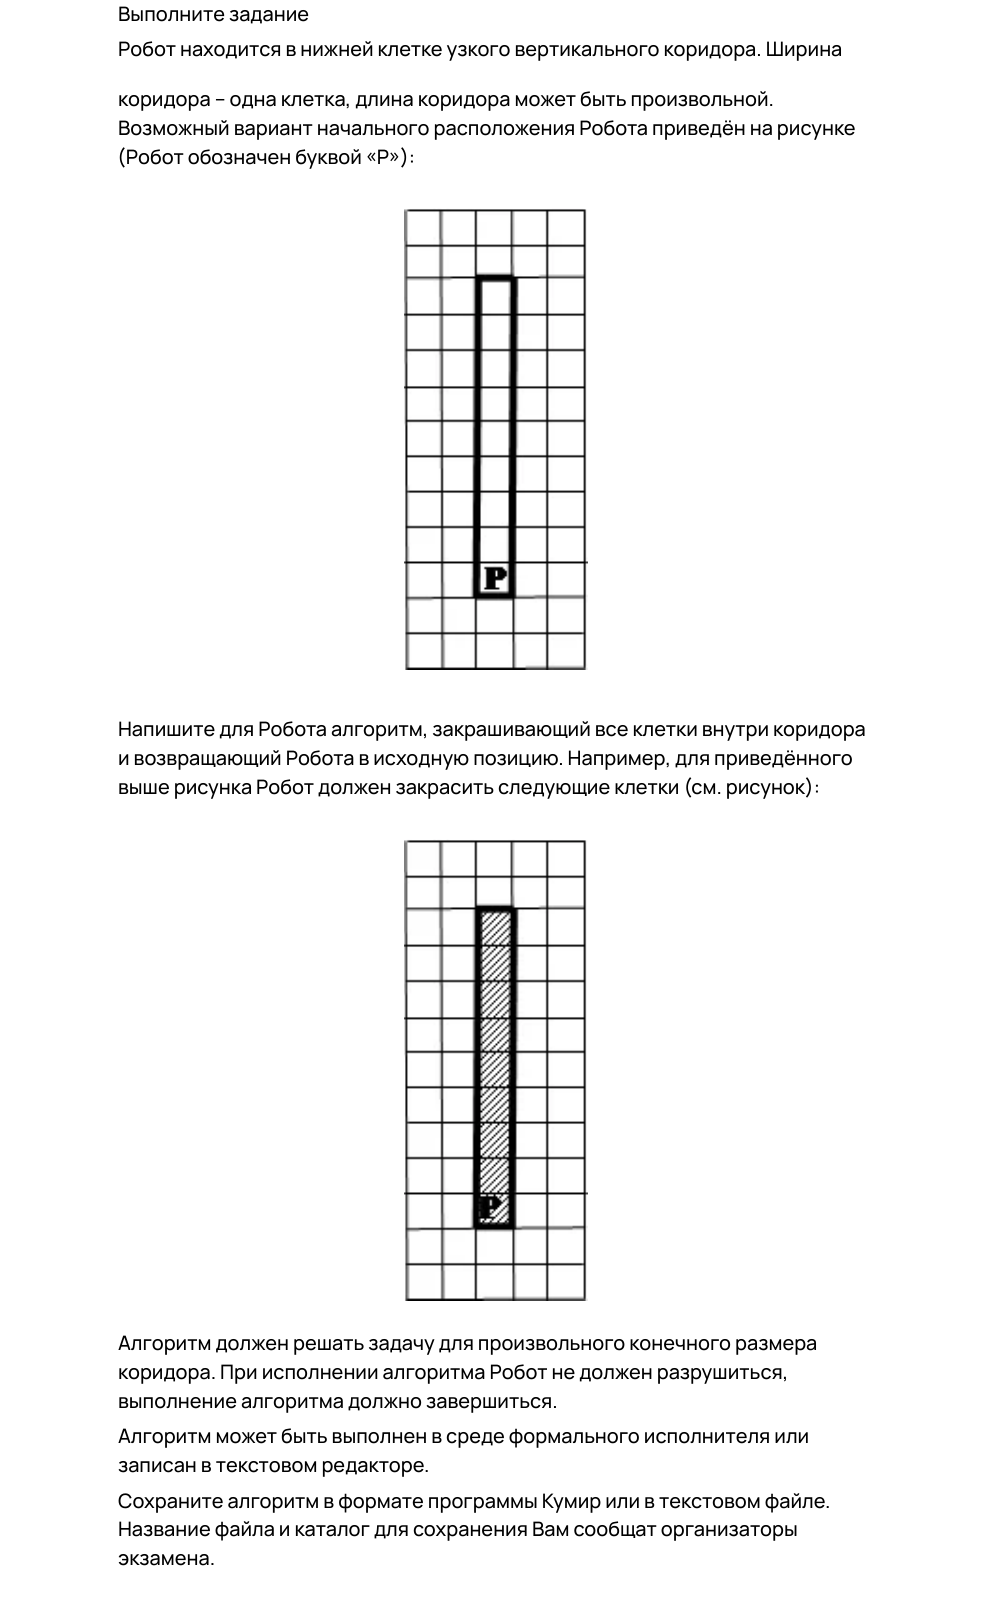 Выполните задание
Робот находится в нижней клетке узкого вертикального коридора. Ширина
коридора – одна клетка, длина коридора может быть произвольной.
Возможный вариант начального расположения Робота приведён на рисунке
(Робот обозначен буквой «Р»):
Р
Напишите для Робота алгоритм, закрашивающий все клетки внутри коридора
и возвращающий Робота в исходную позицию. Например, для приведённого
выше рисунка Робот должен закрасить следующие клетки (см. рисунок):
Р
Алгоритм должен решать задачу для произвольного конечного размера
коридора. При исполнении алгоритма Робот не должен разрушиться,
выполнение алгоритма должно завершиться.
Алгоритм может быть выполнен в среде формального исполнителя или
записан в текстовом редакторе.
Сохраните алгоритм в формате программы Кумир или в текстовом файле.
Название файла и каталог для сохранения Вам сообщат организаторы
экзамена.